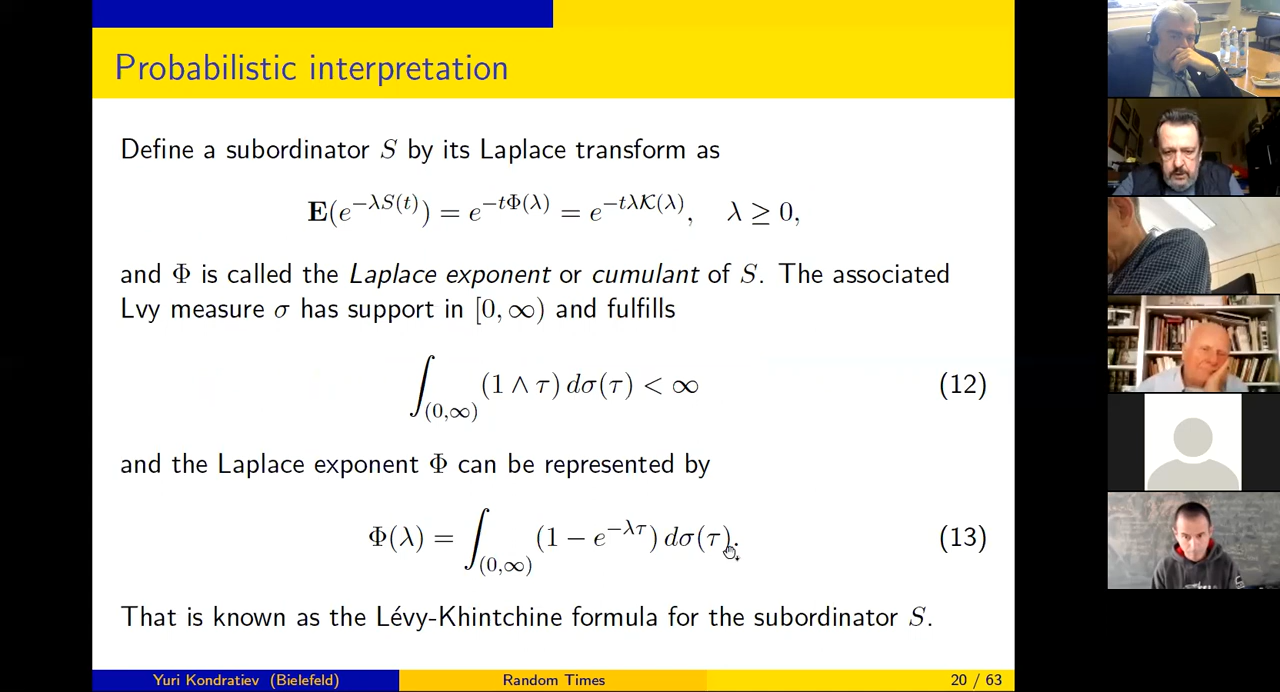 Probabilistic interpretation
Define a subordinator S by its Laplace transform as
E(e^{−λS(t)}) = e^{−tΦ(λ)} = e^{−tλ𝒦(λ)}, λ ≥ 0,
and Φ is called the Laplace exponent or cumulant of S. The associated
Lvy measure σ has support in [0, ∞) and fulfills
∫_{(0,∞)} (1 ∧ τ) dσ(τ) < ∞ (12)
and the Laplace exponent Φ can be represented by
Φ(λ) = ∫_{(0,∞)} (1 − e^{−λτ}) dσ(τ). (13)
That is known as the Lévy-Khintchine formula for the subordinator S.
Yuri Kondratiev (Bielefeld) Random Times 20 / 63